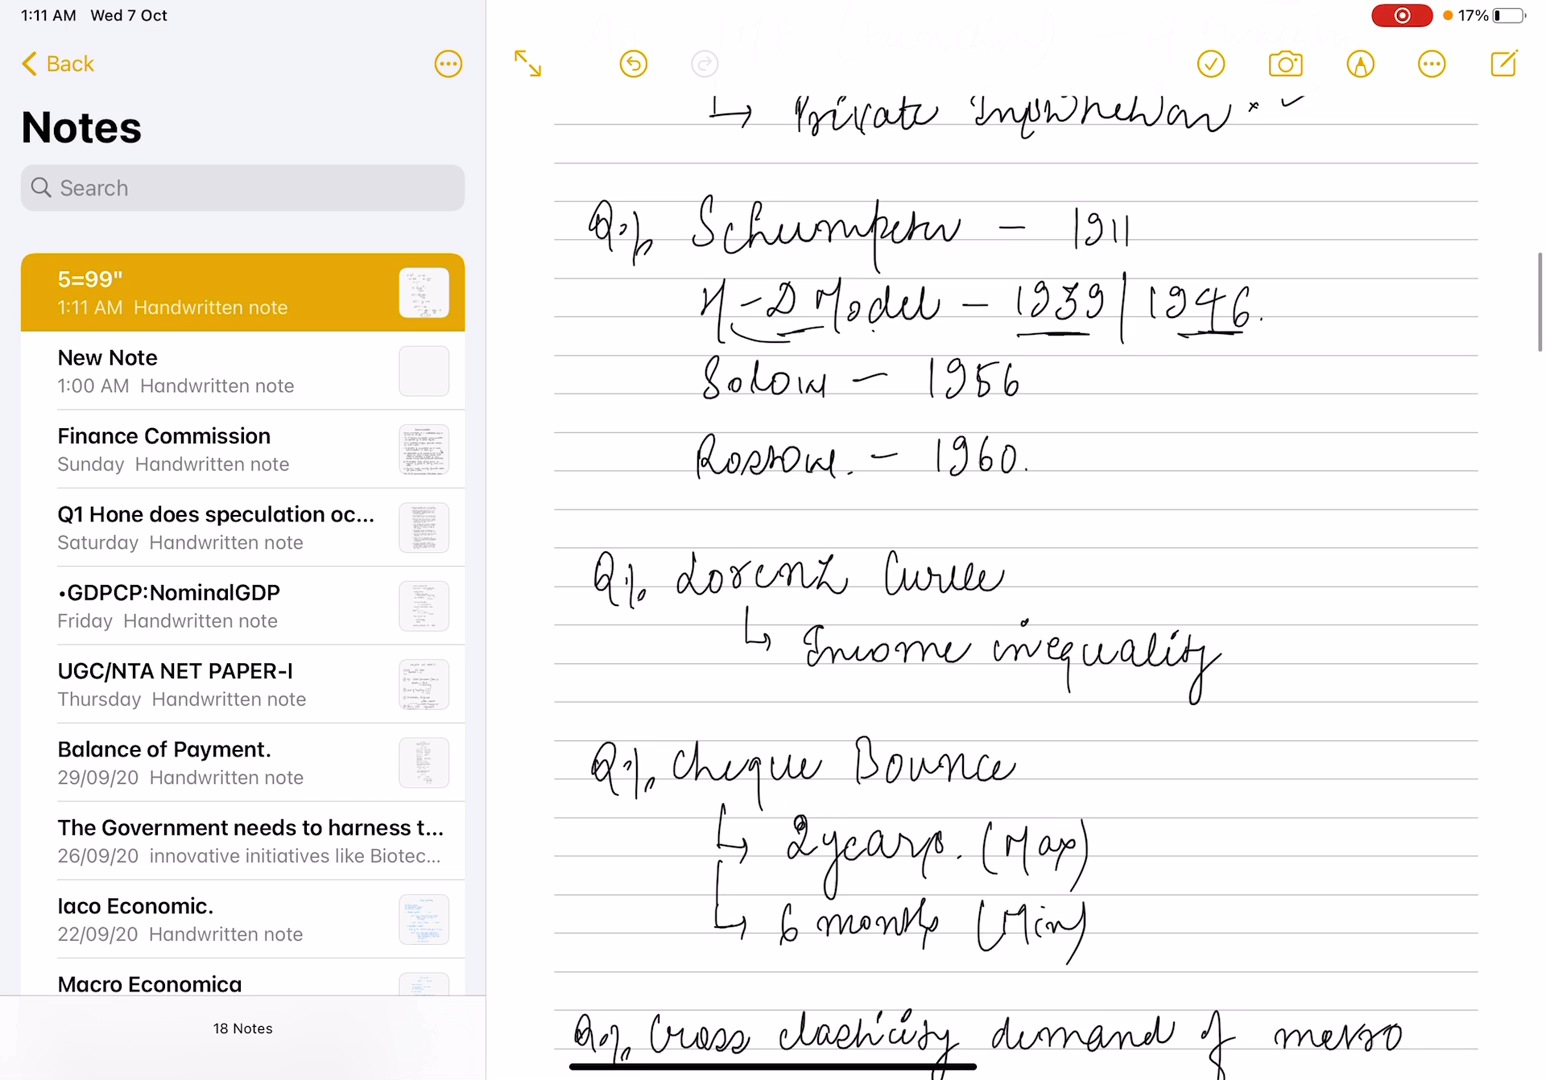 1:11 AM Wed 7 Oct
17%
Back
Notes
Search
5=99"
1:11 AM Handwritten note
New Note
1:00 AM Handwritten note
Finance Commission
Sunday Handwritten note
Q1 Hone does speculation oc...
Saturday Handwritten note
•GDPCP:NominalGDP
Friday Handwritten note
UGC/NTA NET PAPER-I
Thursday Handwritten note
Balance of Payment.
29/09/20 Handwritten note
The Government needs to harness t...
26/09/20 innovative initiatives like Biotec...
Iaco Economic.
22/09/20 Handwritten note
Macro Economica
18 Notes
↳ Private
Q:/, Schumpeter – 1911
H-D Model – 1939/1946.
Solow – 1956
Rostow. – 1960.
Q:/, Lorenz Curve
↳ Income inequality
Q:/, Cheque Bounce
↳ 2 years. (Max)
↳ 6 months (Min)
Q:/, Cross elasticity demand of